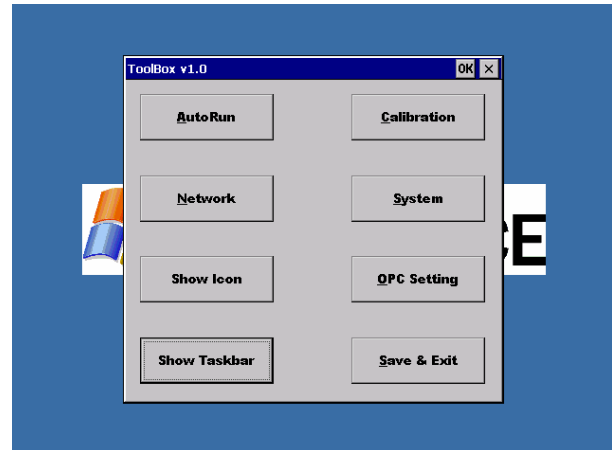 ToolBox v1.0 OK
AutoRun Calibration
Network System
CE
Show Icon OPC Setting
Show Taskbar Save & Exit